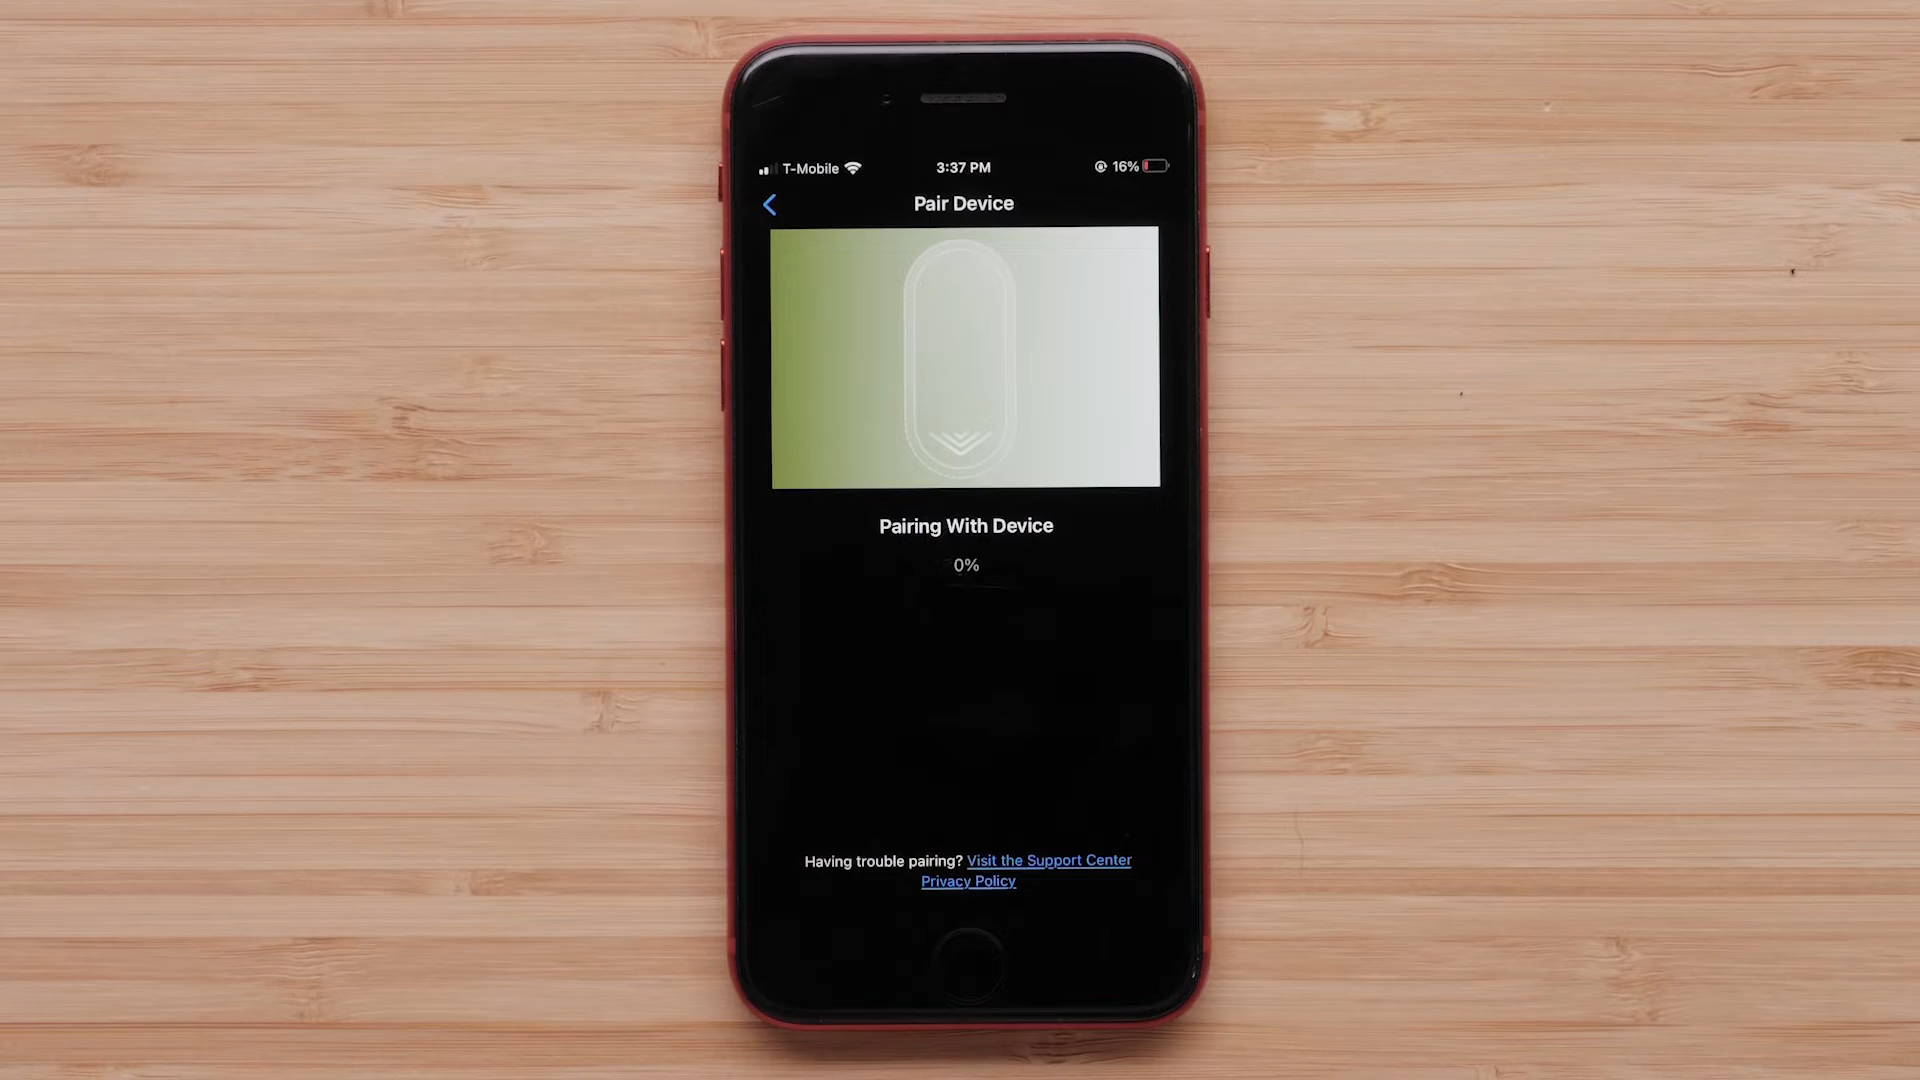 T-Mobile 3:37 PM 16%
Pair Device
Pairing With Device
0%
Having trouble pairing? Visit the Support Center
Privacy Policy